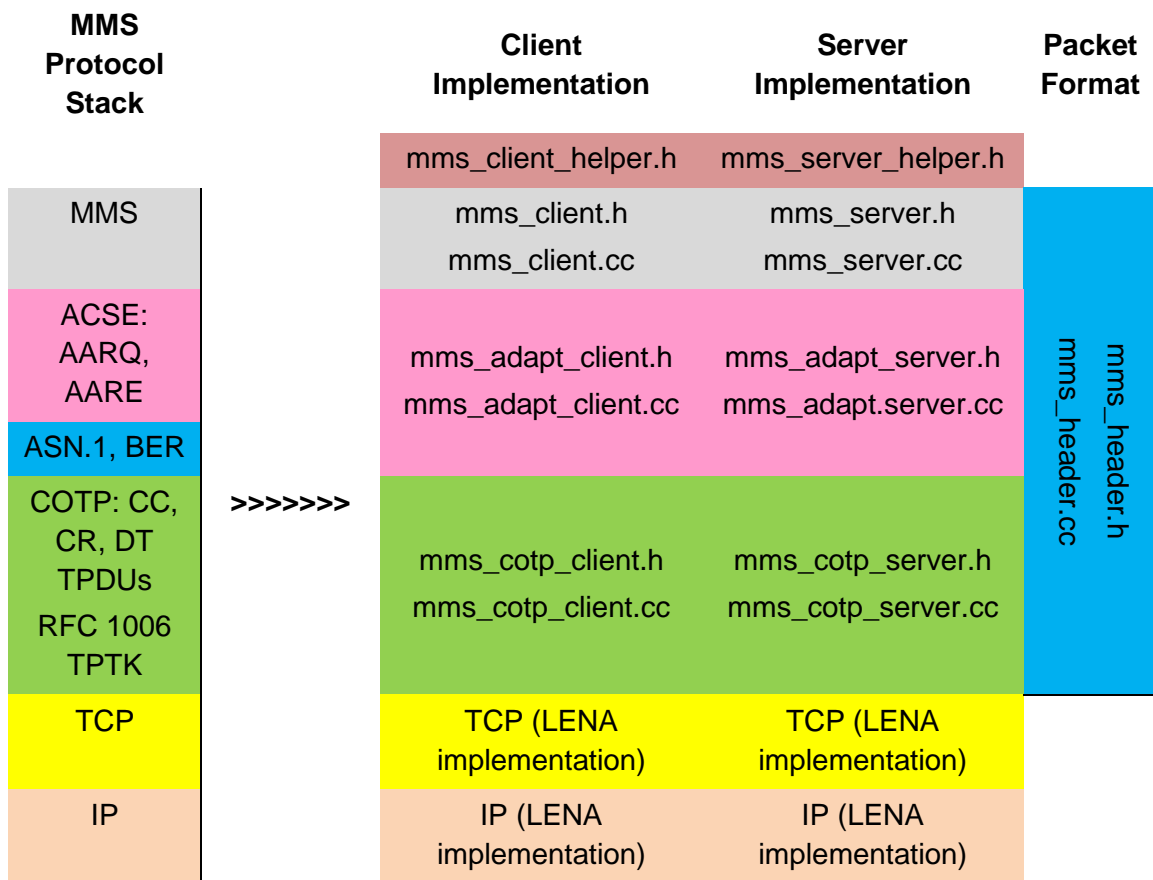 MMS
Protocol
Stack
Client
Implementation
Server
Implementation
Packet
Format
mms_client_helper.h
mms_server_helper.h
MMS
mms_client.h
mms_client.cc
mms_server.h
mms_server.cc
ACSE:
AARQ,
AARE
mms_adapt_client.h
mms_adapt_client.cc
mms_adapt_server.h
mms_adapt.server.cc
ASN.1, BER
COTP: CC,
CR, DT
TPDUs
RFC 1006
TPTK
>>>>>>>
mms_cotp_client.h
mms_cotp_client.cc
mms_cotp_server.h
mms_cotp_server.cc
mms_header.h
mms_header.cc
TCP
TCP (LENA
implementation)
TCP (LENA
implementation)
IP
IP (LENA
implementation)
IP (LENA
implementation)